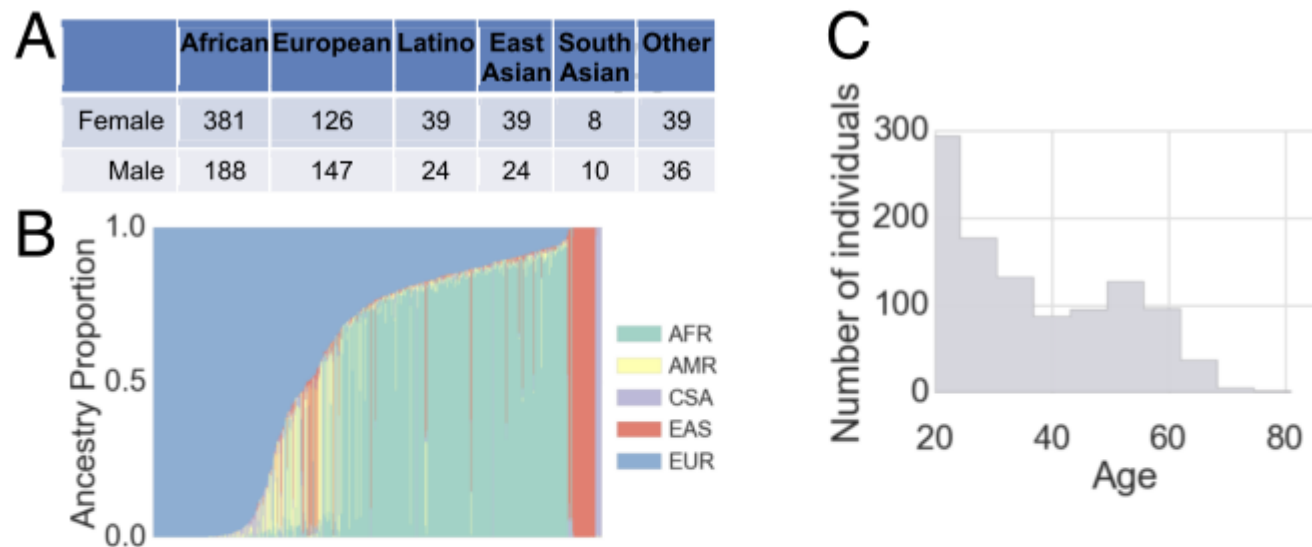 A
African European Latino East Asian South Asian Other
Female 381 126 39 39 8 39
Male 188 147 24 24 10 36
B
Ancestry Proportion
1.0
0.5
0.0
AFR
AMR
CSA
EAS
EUR
C
Number of individuals
300
200
100
0
20 40 60 80
Age